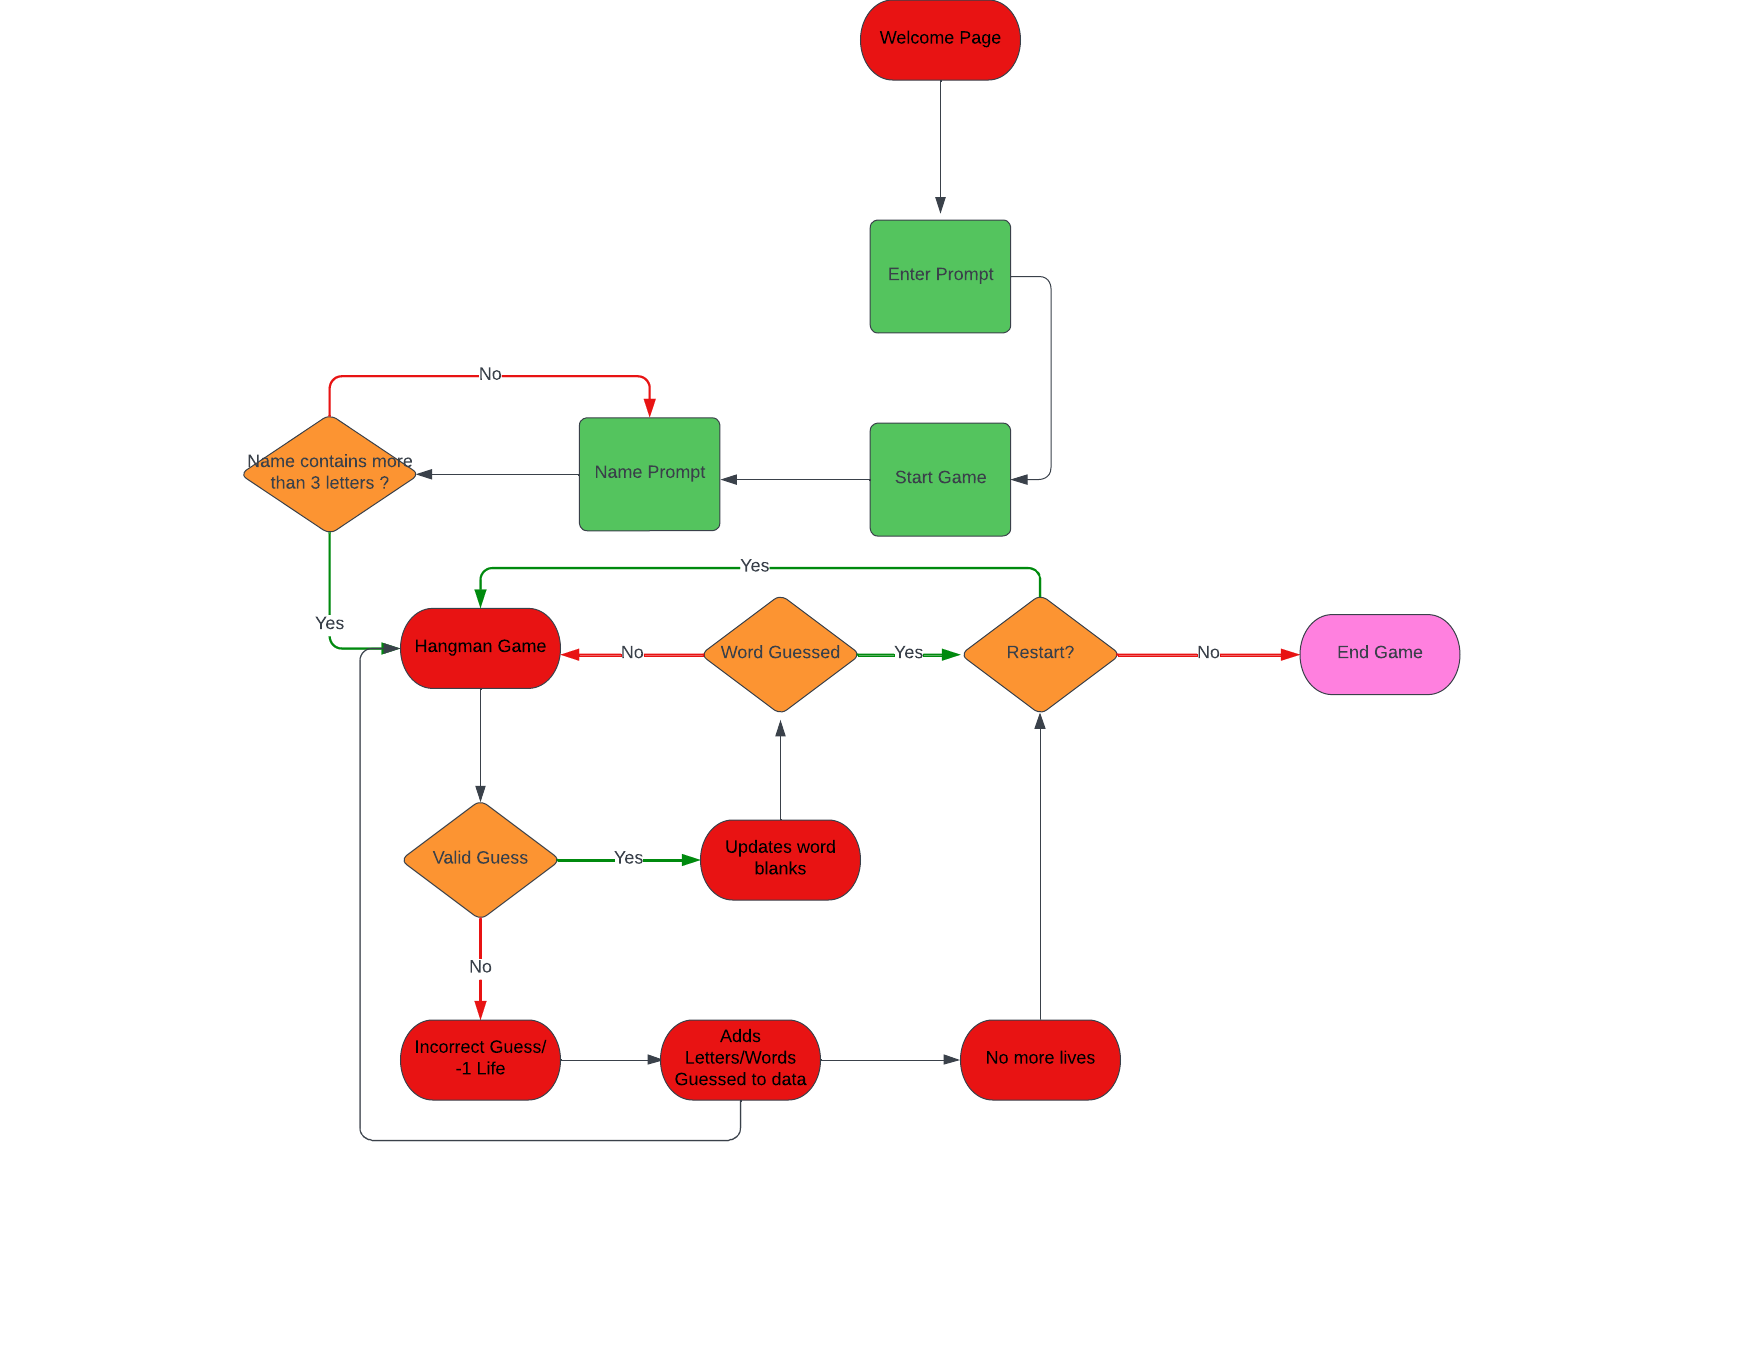 Welcome Page
Enter Prompt
No
Name contains more
than 3 letters ?
Name Prompt
Start Game
Yes
Yes
Hangman Game
No
Word Guessed
Yes
Restart?
No
End Game
Valid Guess
Yes
Updates word
blanks
No
Incorrect Guess/
-1 Life
Adds
Letters/Words
Guessed to data
No more lives